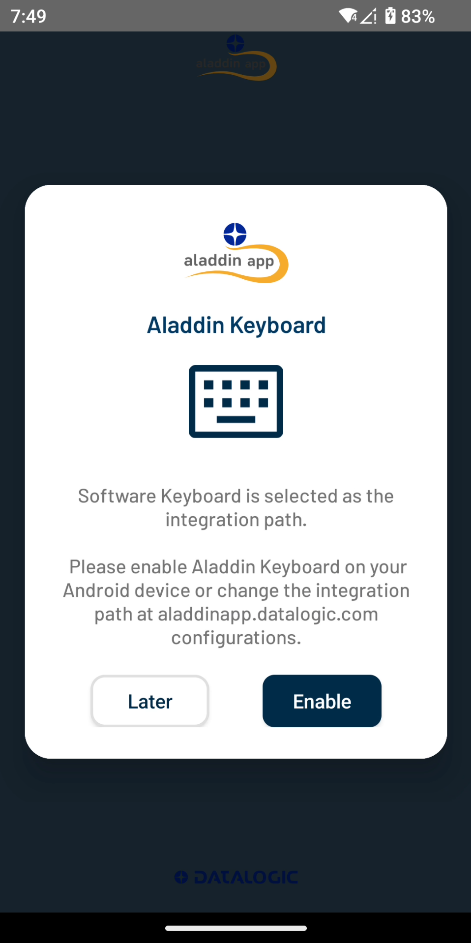 7:49
4 83%
aladdin app
aladdin app
Aladdin Keyboard
Software Keyboard is selected as the
integration path.
Please enable Aladdin Keyboard on your
Android device or change the integration
path at aladdinapp.datalogic.com
configurations.
Later Enable
DATALOGIC